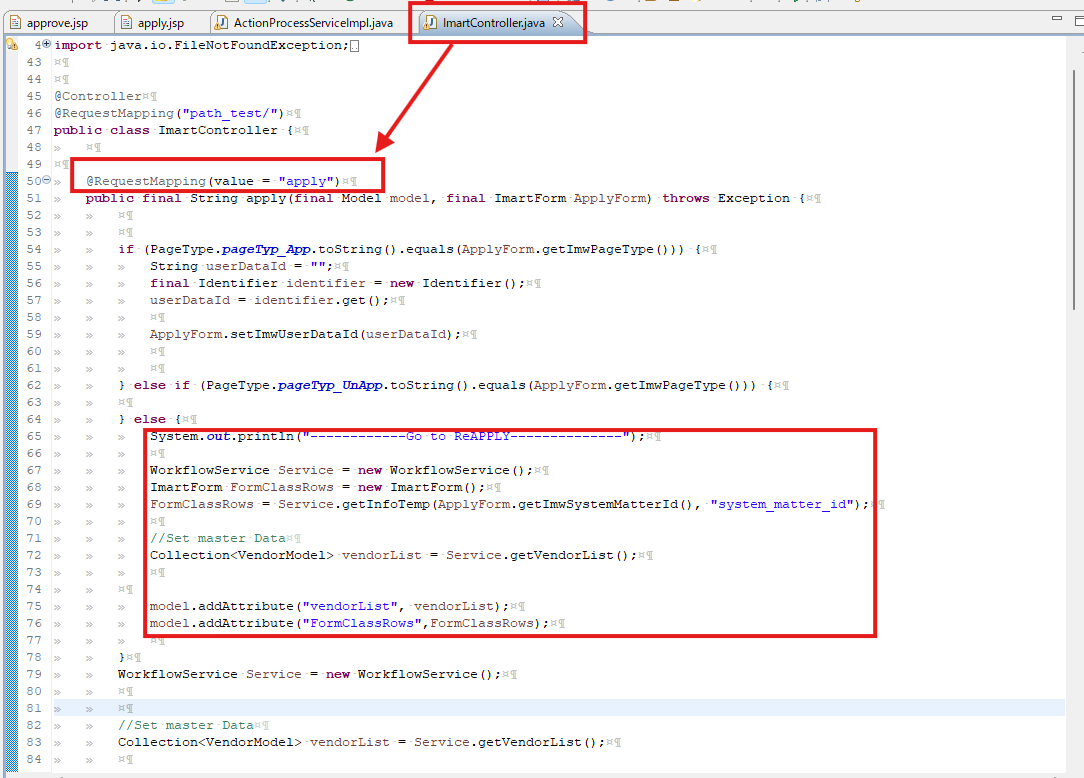 approve.jsp apply.jsp ActionProcessServiceImpl.java ImartController.java
4 import java.io.FileNotFoundException;
43
44
45 @Controller
46 @RequestMapping("path_test/")
47 public class ImartController {
48
49
50 @RequestMapping(value = "apply")
51 public final String apply(final Model model, final ImartForm ApplyForm) throws Exception {
52
53
54 if (PageType.pageTyp_App.toString().equals(ApplyForm.getImwPageType())) {
55 String userDataId = "";
56 final Identifier identifier = new Identifier();
57 userDataId = identifier.get();
58
59 ApplyForm.setImwUserDataId(userDataId);
60
61
62 } else if (PageType.pageTyp_UnApp.toString().equals(ApplyForm.getImwPageType())) {
63
64 } else {
65 System.out.println("------------Go to ReAPPLY--------------");
66
67 WorkflowService Service = new WorkflowService();
68 ImartForm FormClassRows = new ImartForm();
69 FormClassRows = Service.getInfoTemp(ApplyForm.getImwSystemMatterId(), "system_matter_id");
70
71 //Set master Data
72 Collection<VendorModel> vendorList = Service.getVendorList();
73
74
75 model.addAttribute("vendorList", vendorList);
76 model.addAttribute("FormClassRows",FormClassRows);
77
78 }
79 WorkflowService Service = new WorkflowService();
80
81
82 //Set master Data
83 Collection<VendorModel> vendorList = Service.getVendorList();
84